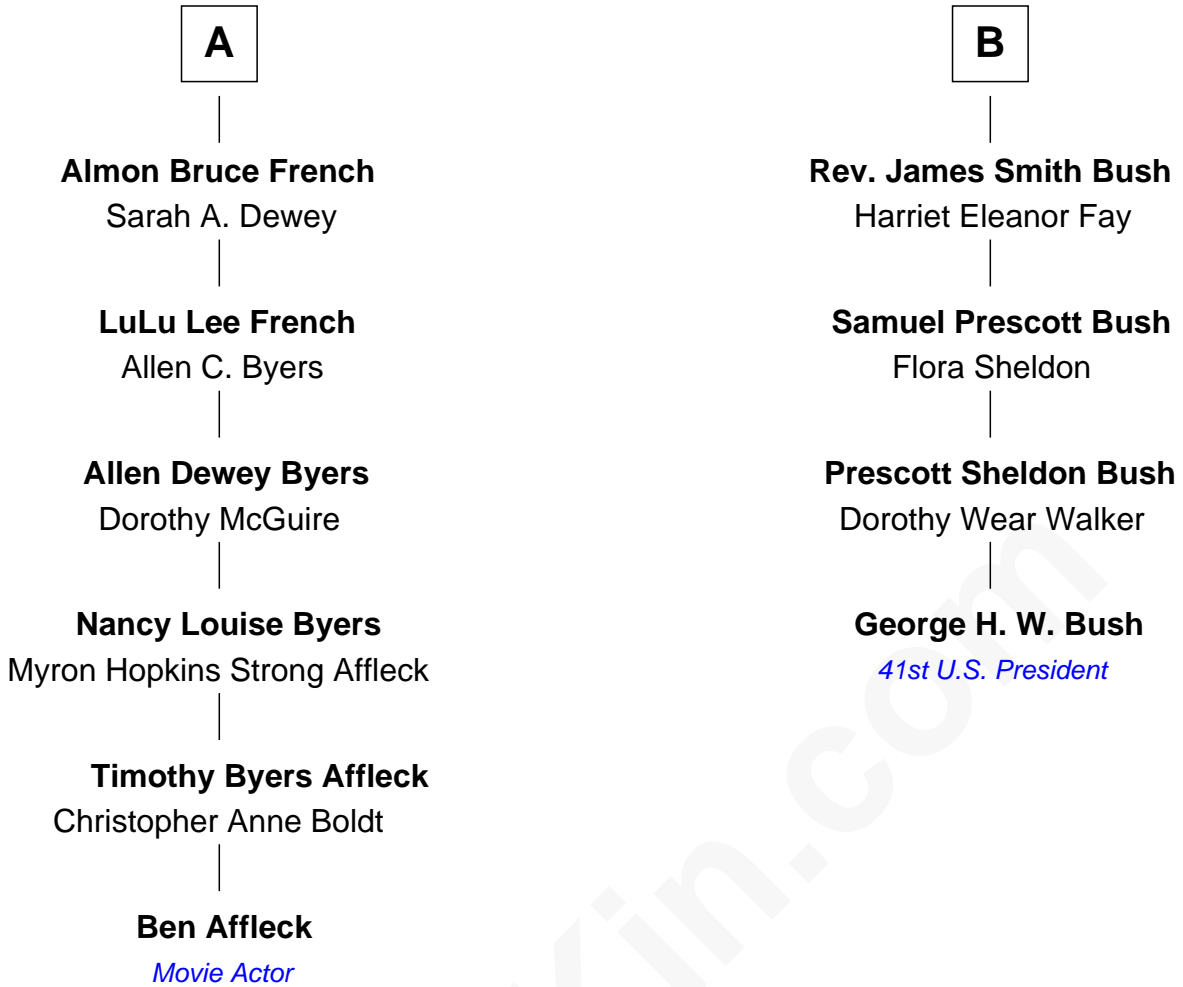 A
Almon Bruce French
Sarah A. Dewey
LuLu Lee French
Allen C. Byers
Allen Dewey Byers
Dorothy McGuire
Nancy Louise Byers
Myron Hopkins Strong Affleck
Timothy Byers Affleck
Christopher Anne Boldt
Ben Affleck
Movie Actor
B
Rev. James Smith Bush
Harriet Eleanor Fay
Samuel Prescott Bush
Flora Sheldon
Prescott Sheldon Bush
Dorothy Wear Walker
George H. W. Bush
41st U.S. President
Kin.com